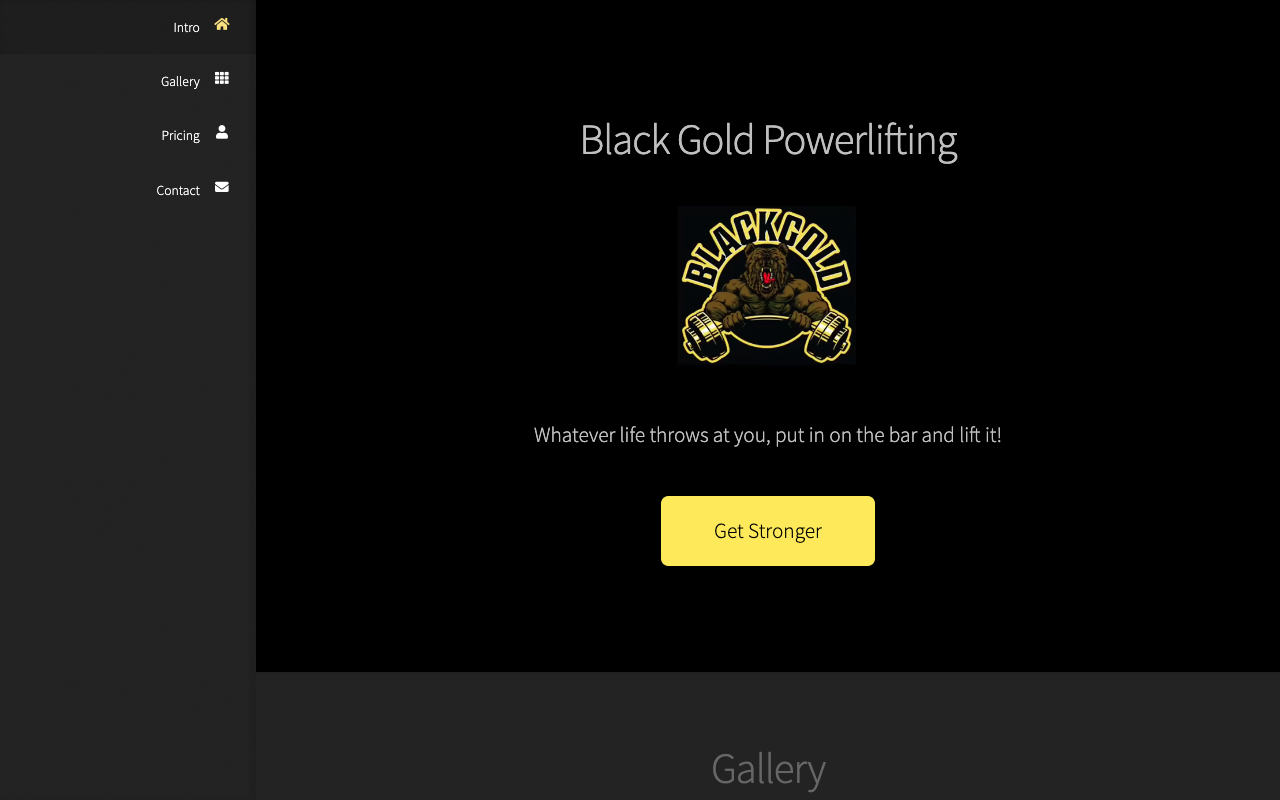 Intro
Gallery
Pricing
Contact
Black Gold Powerlifting
BLACKGOLD
Whatever life throws at you, put in on the bar and lift it!
Get Stronger
Gallery